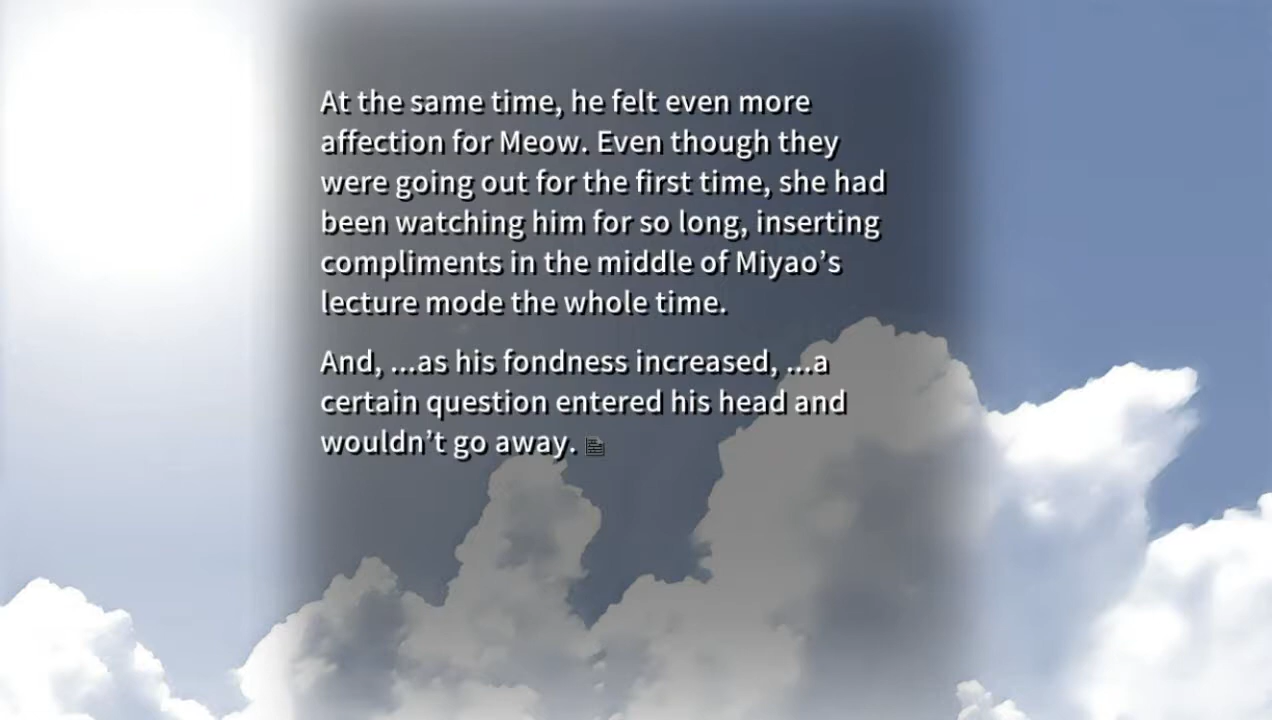 At the same time, he felt even more
affection for Meow. Even though they
were going out for the first time, she had
been watching him for so long, inserting
compliments in the middle of Miyao’s
lecture mode the whole time.
And, ...as his fondness increased, ...a
certain question entered his head and
wouldn’t go away.